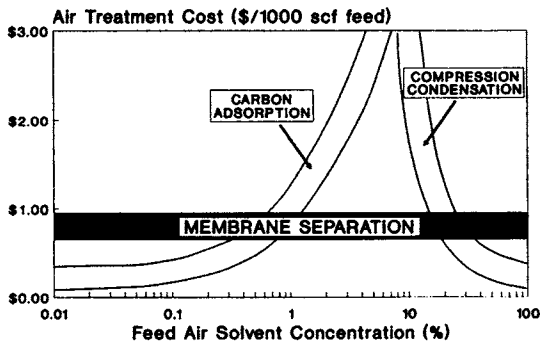 Air Treatment Cost ($/1000 scf feed)
$3.00
$2.00
$1.00
$0.00
CARBON
ADSORPTION
COMPRESSION
CONDENSATION
MEMBRANE SEPARATION
0.01
0.1
1
10
100
Feed Air Solvent Concentration (%)